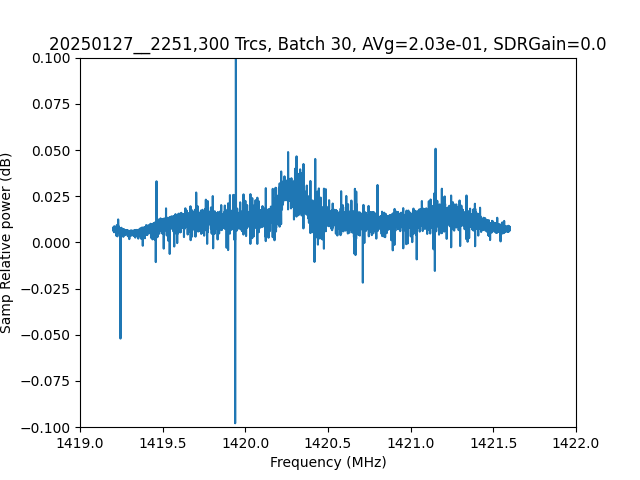 20250127__2251,300 Trcs, Batch 30, AVg=2.03e-01, SDRGain=0.0
0.100
0.075
0.050
0.025
0.000
−0.025
−0.050
−0.075
−0.100
Samp Relative power (dB)
1419.0 1419.5 1420.0 1420.5 1421.0 1421.5 1422.0
Frequency (MHz)